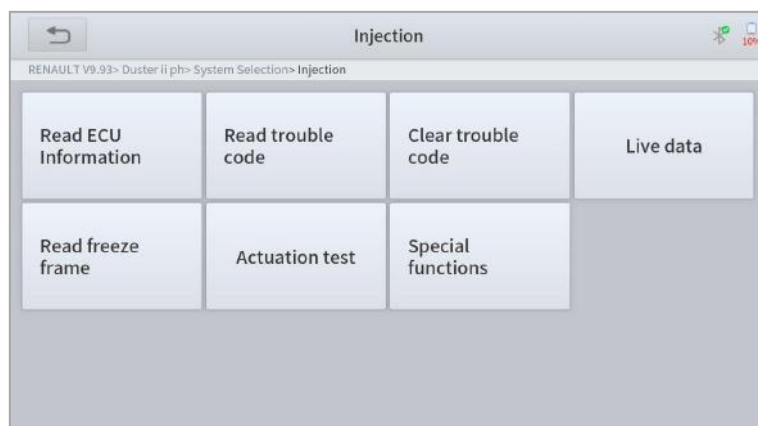 Injection
10%
RENAULT V9.93> Duster ii ph> System Selection> Injection
Read ECU
Information
Read trouble
code
Clear trouble
code
Live data
Read freeze
frame
Actuation test
Special
functions